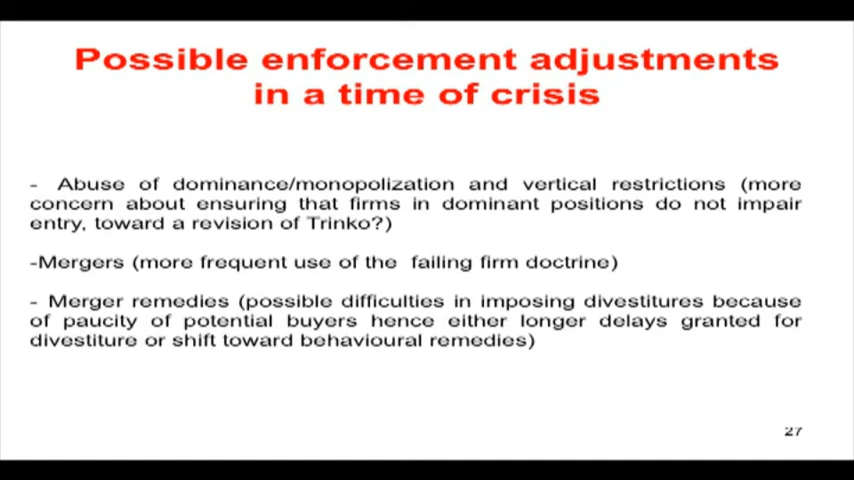 Possible enforcement adjustments
in a time of crisis
- Abuse of dominance/monopolization and vertical restrictions (more
concern about ensuring that firms in dominant positions do not impair
entry, toward a revision of Trinko?)
-Mergers (more frequent use of the failing firm doctrine)
- Merger remedies (possible difficulties in imposing divestitures because
of paucity of potential buyers hence either longer delays granted for
divestiture or shift toward behavioural remedies)
27